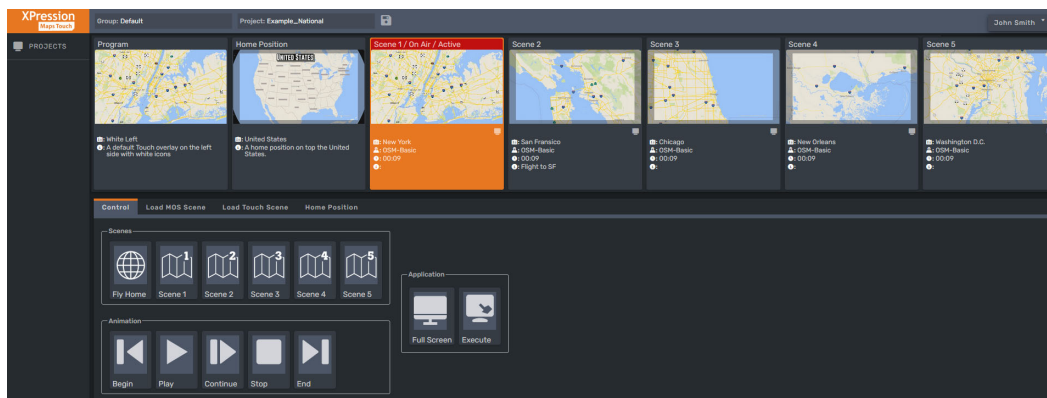 XPression
Maps Touch
Group: Default
Project: Example_National
John Smith
PROJECTS
Program
White Left
: A default Touch overlay on the left
side with white icons
Home Position
UNITED STATES
: United States
: A home position on top the United
States.
Scene 1 / On Air / Active
: New York
: OSM-Basic
: 00:09
:
Scene 2
: San Fransico
: OSM-Basic
: 00:09
: Flight to SF
Scene 3
: Chicago
: OSM-Basic
: 00:09
:
Scene 4
: New Orleans
: OSM-Basic
: 00:09
:
Scene 5
: Washington D.C.
: OSM-Basic
: 00:09
:
Control
Load MOS Scene
Load Touch Scene
Home Position
Scenes
1
2
3
4
5
Fly Home
Scene 1
Scene 2
Scene 3
Scene 4
Scene 5
Application
Full Screen
Execute
Animation
Begin
Play
Continue
Stop
End